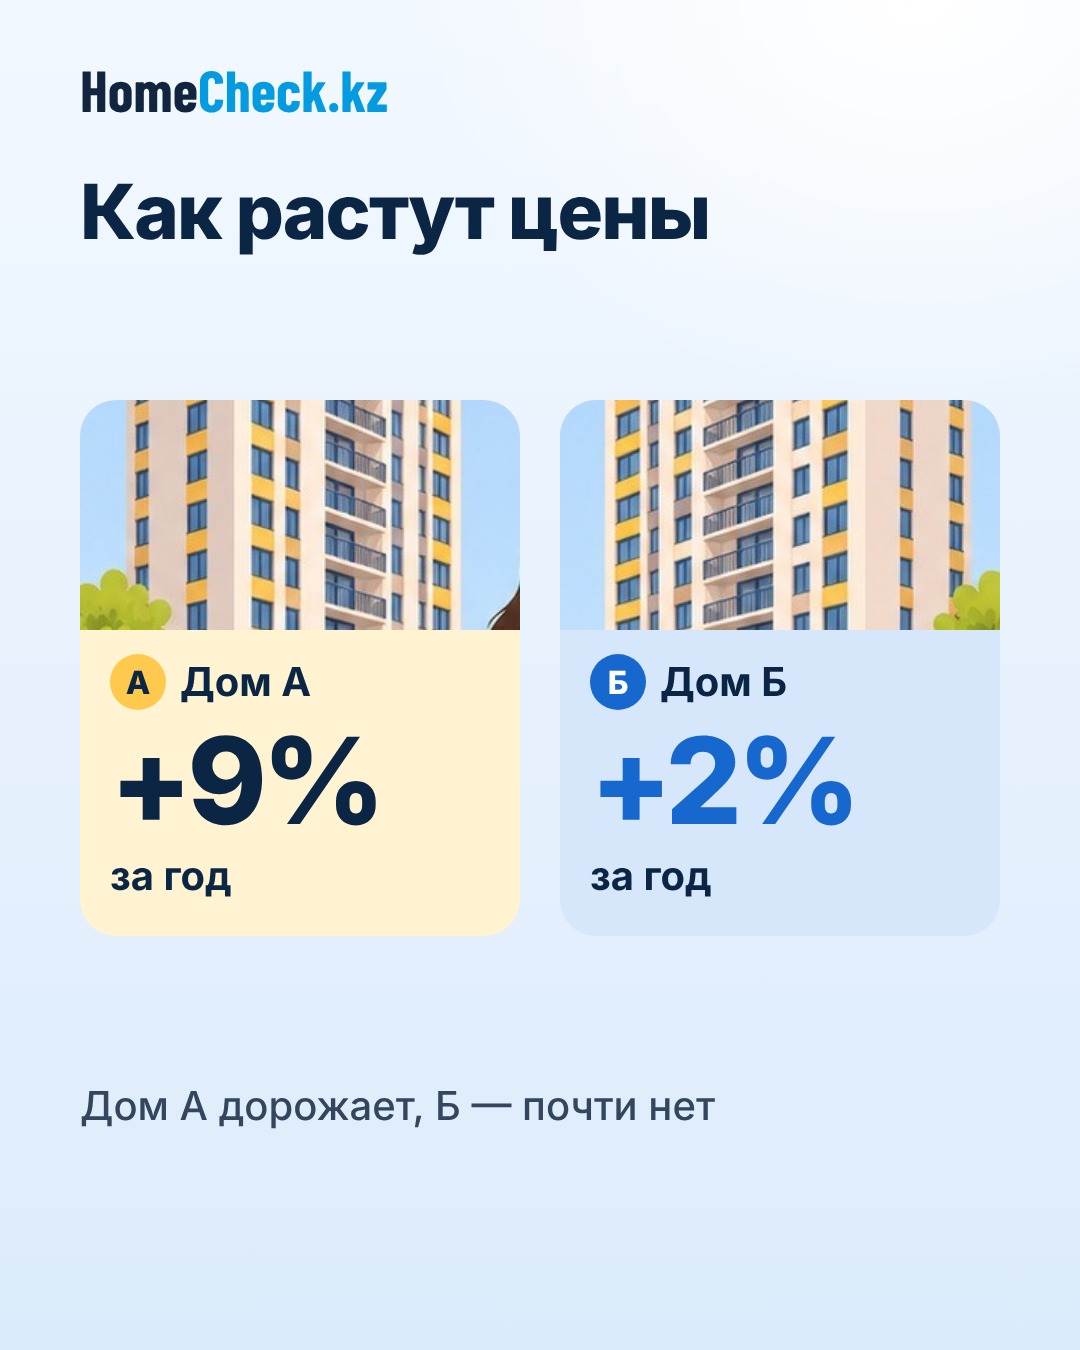 HomeCheck.kz
Как растут цены
А Дом А
+9%
за год
Б Дом Б
+2%
за год
Дом А дорожает, Б — почти нет